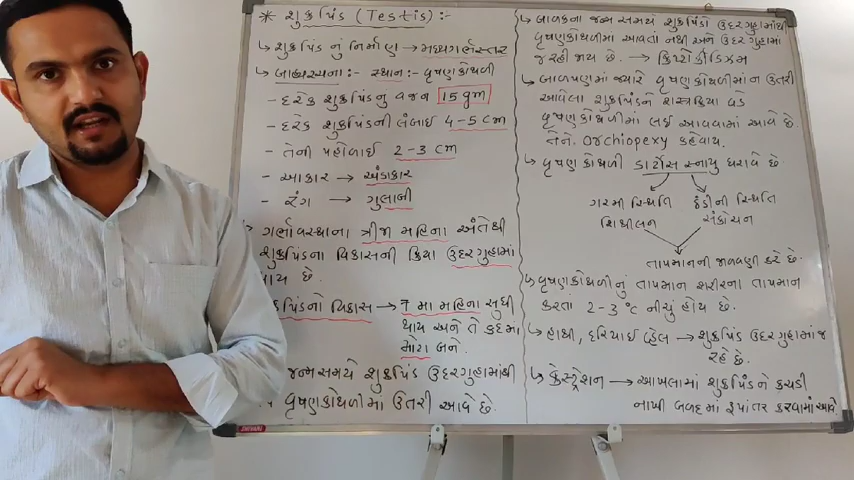 * શુક્રપિંડ (Testis) :-
↳ શુક્રપિંડ નું નિર્માણ → મધ્યગર્ભસ્તર
↳ બાહ્યરચના :- સ્થાન :- વૃષણકોથળી
- દરેક શુક્રપિંડનુ વજન 15 gm
- દરેક શુક્રપિંડની લંબાઈ 4-5 cm
- તેની પહોળાઈ 2-3 cm
- આકાર → અંડાકાર
- રંગ → ગુલાબી
ગર્ભાવસ્થાના ત્રીજા મહિના અંતેથી
શુક્રપિંડના વિકાસની ક્રિયા ઉદરગુહામાં
થાય છે.
પિંડનો વિકાસ → 7 મા મહિના સુધી
થાય અને તે કદમાં
મોટા બને.
જન્મસમયે શુક્રપિંડ ઉદરગુહામાંથી
વૃષણકોથળીમાં ઉતરી આવે છે.
↳ બાળકના જન્મ સમયે શુક્રપિંડો ઉદરગુહામાંથી
વૃષણકોથળીમાં આવતાં નથી અને ઉદરગુહામાં
જ રહી જાય છે. → ક્રિપ્ટોર્કીડિઝમ
↳ બાળપણમાં જ્યારે વૃષણકોથળીમાં ન ઉતરી
આવેલા શુક્રપિંડને શસ્ત્રક્રિયા વડે
વૃષણકોથળીમાં લઈ આવવામાં આવે છે
તેને orchiopexy કહેવાય.
↳ વૃષણ કોથળી ડાર્ટોસ સ્નાયુ ધરાવે છે.
ગરમી સ્થિતિ ઠંડીની સ્થિતિ
શિથીલન સંકોચન
તાપમાનની જાળવણી કરે છે.
↳ વૃષણકોથળીનું તાપમાન શરીરના તાપમાન
કરતા 2-3 °C નીચું હોય છે.
↳ હાથી, દરિયાઈ વ્હેલ → શુક્રપિંડ ઉદરગુહામાં જ
રહે છે.
↳ કેસ્ટ્રેશન → આખલામાં શુક્રપિંડને કચડી
નાખી બળદમાં રૂપાંતર કરવામાં આવે